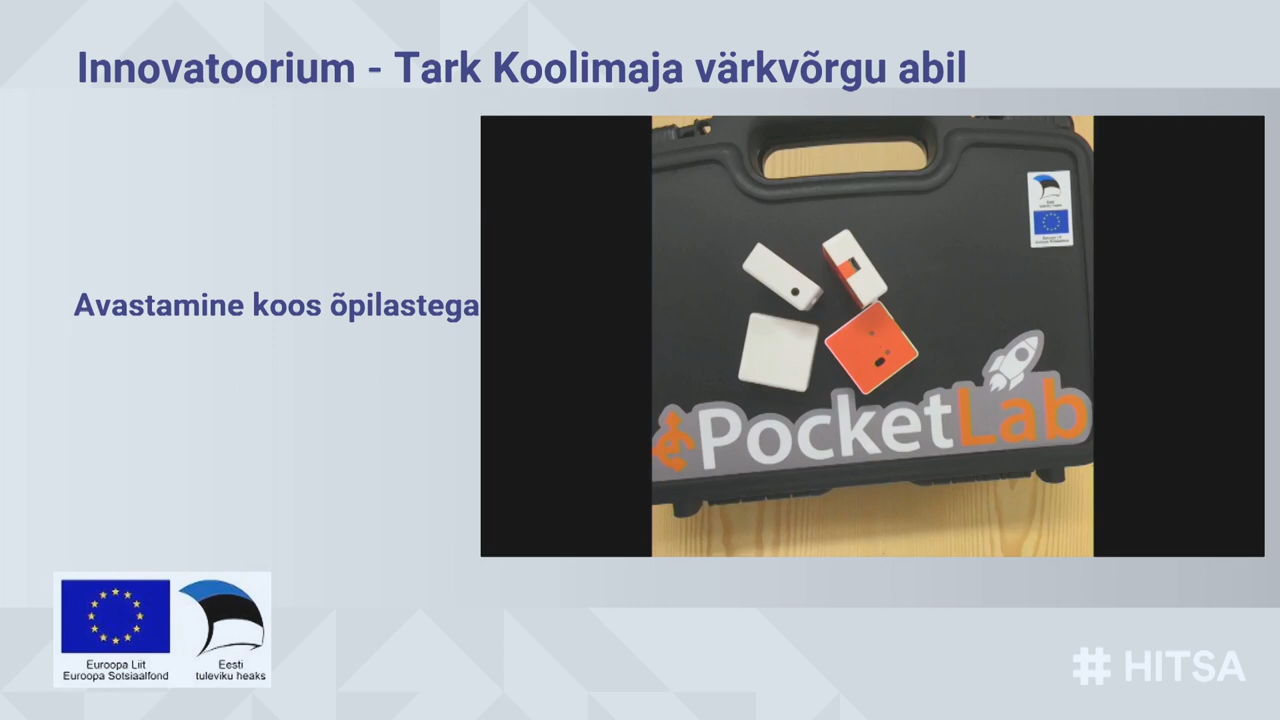 Innovatoorium - Tark Koolimaja värkvõrgu abil
Avastamine koos õpilastega
PocketLab
Euroopa Liit
Euroopa Sotsiaalfond
Eesti
tuleviku heaks
# HITSA